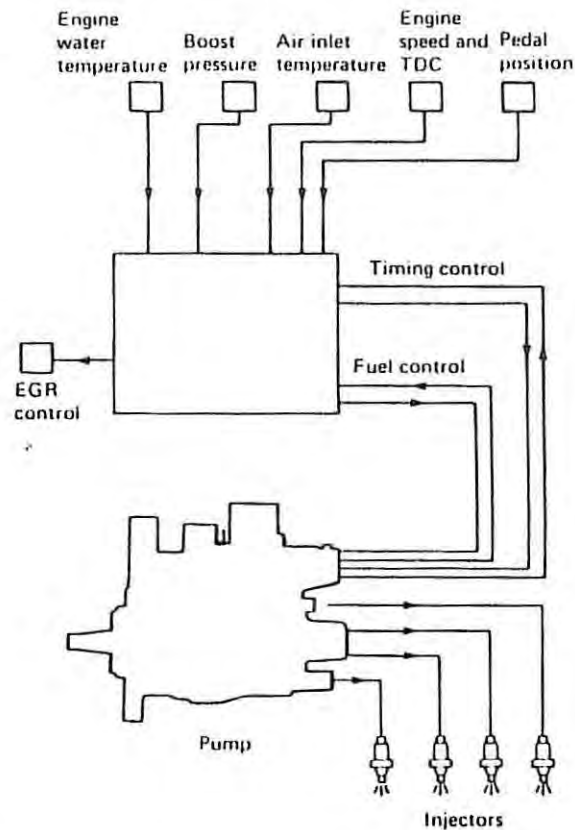 Engine
water
temperature
Boost
pressure
Air inlet
temperature
Engine
speed and
TDC
Pedal
position
Timing control
Fuel control
EGR
control
Pump
Injectors